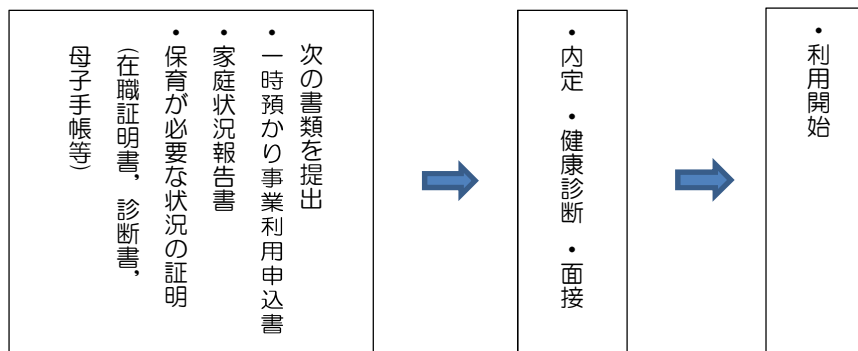 次の書類を提出
・一時預かり事業利用申込書
・家庭状況報告書
・保育が必要な状況の証明
（在職証明書，診断書，
母子手帳等）
・内定 ・健康診断 ・面接
・利用開始